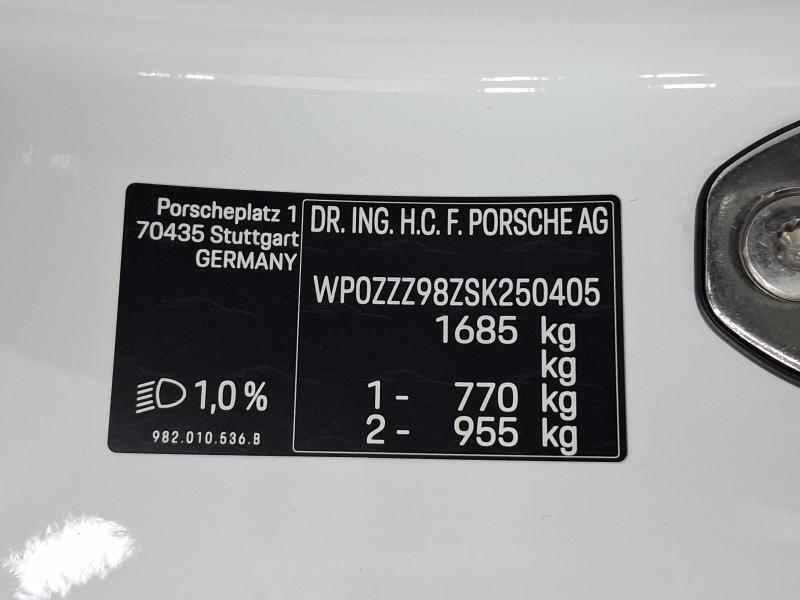 Porscheplatz 1
70435 Stuttgart
GERMANY
1,0 %
982.010.536.B
DR. ING. H.C. F. PORSCHE AG
WP0ZZZ98ZSK250405
1685 kg
kg
1- 770 kg
2- 955 kg